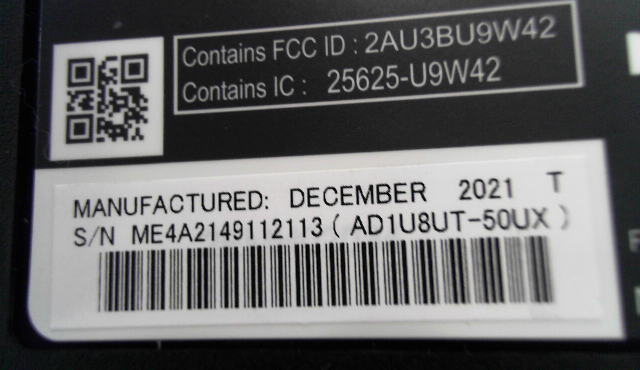 Contains FCC ID : 2AU3BU9W42
Contains IC : 25625-U9W42
MANUFACTURED: DECEMBER 2021 T
S/N ME4A2149112113 ( AD1U8UT-50UX )